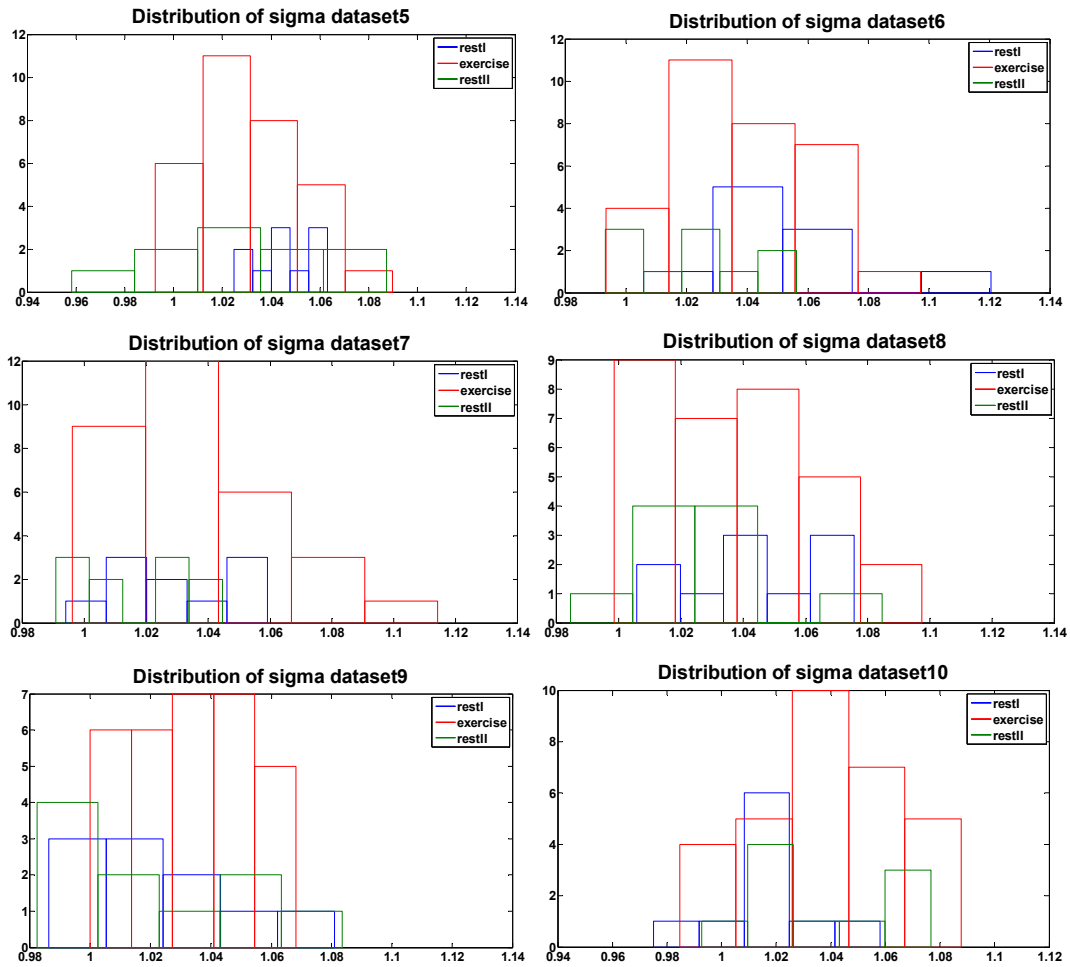 Distribution of sigma dataset5
12
10
8
6
4
2
0
0.94 0.96 0.98 1 1.02 1.04 1.06 1.08 1.1 1.12 1.14
restI
exercise
restII
Distribution of sigma dataset6
12
10
8
6
4
2
0
0.98 1 1.02 1.04 1.06 1.08 1.1 1.12 1.14
restI
exercise
restII
Distribution of sigma dataset7
12
10
8
6
4
2
0
0.98 1 1.02 1.04 1.06 1.08 1.1 1.12 1.14
restI
exercise
restII
Distribution of sigma dataset8
9
8
7
6
5
4
3
2
1
0
0.98 1 1.02 1.04 1.06 1.08 1.1 1.12 1.14
restI
exercise
restII
Distribution of sigma dataset9
7
6
5
4
3
2
1
0
0.98 1 1.02 1.04 1.06 1.08 1.1 1.12 1.14
restI
exercise
restII
Distribution of sigma dataset10
10
8
6
4
2
0
0.94 0.96 0.98 1 1.02 1.04 1.06 1.08 1.1 1.12
restI
exercise
restII